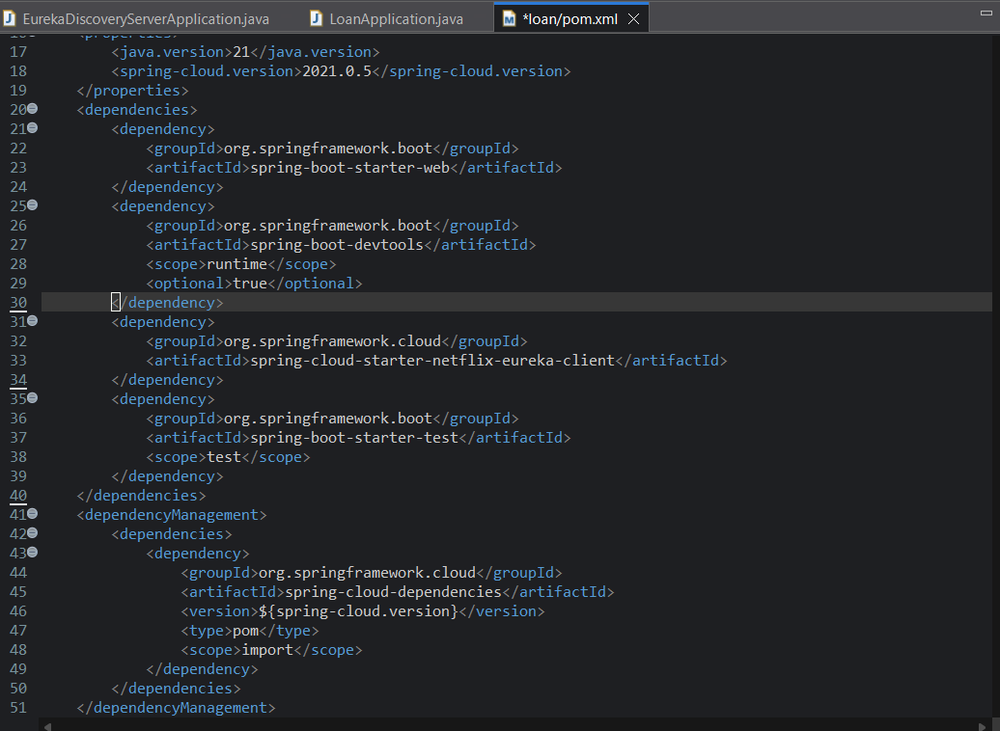 EurekaDiscoveryServerApplication.java LoanApplication.java *loan/pom.xml
16 <properties>
17 <java.version>21</java.version>
18 <spring-cloud.version>2021.0.5</spring-cloud.version>
19 </properties>
20 <dependencies>
21 <dependency>
22 <groupId>org.springframework.boot</groupId>
23 <artifactId>spring-boot-starter-web</artifactId>
24 </dependency>
25 <dependency>
26 <groupId>org.springframework.boot</groupId>
27 <artifactId>spring-boot-devtools</artifactId>
28 <scope>runtime</scope>
29 <optional>true</optional>
30 </dependency>
31 <dependency>
32 <groupId>org.springframework.cloud</groupId>
33 <artifactId>spring-cloud-starter-netflix-eureka-client</artifactId>
34 </dependency>
35 <dependency>
36 <groupId>org.springframework.boot</groupId>
37 <artifactId>spring-boot-starter-test</artifactId>
38 <scope>test</scope>
39 </dependency>
40 </dependencies>
41 <dependencyManagement>
42 <dependencies>
43 <dependency>
44 <groupId>org.springframework.cloud</groupId>
45 <artifactId>spring-cloud-dependencies</artifactId>
46 <version>${spring-cloud.version}</version>
47 <type>pom</type>
48 <scope>import</scope>
49 </dependency>
50 </dependencies>
51 </dependencyManagement>